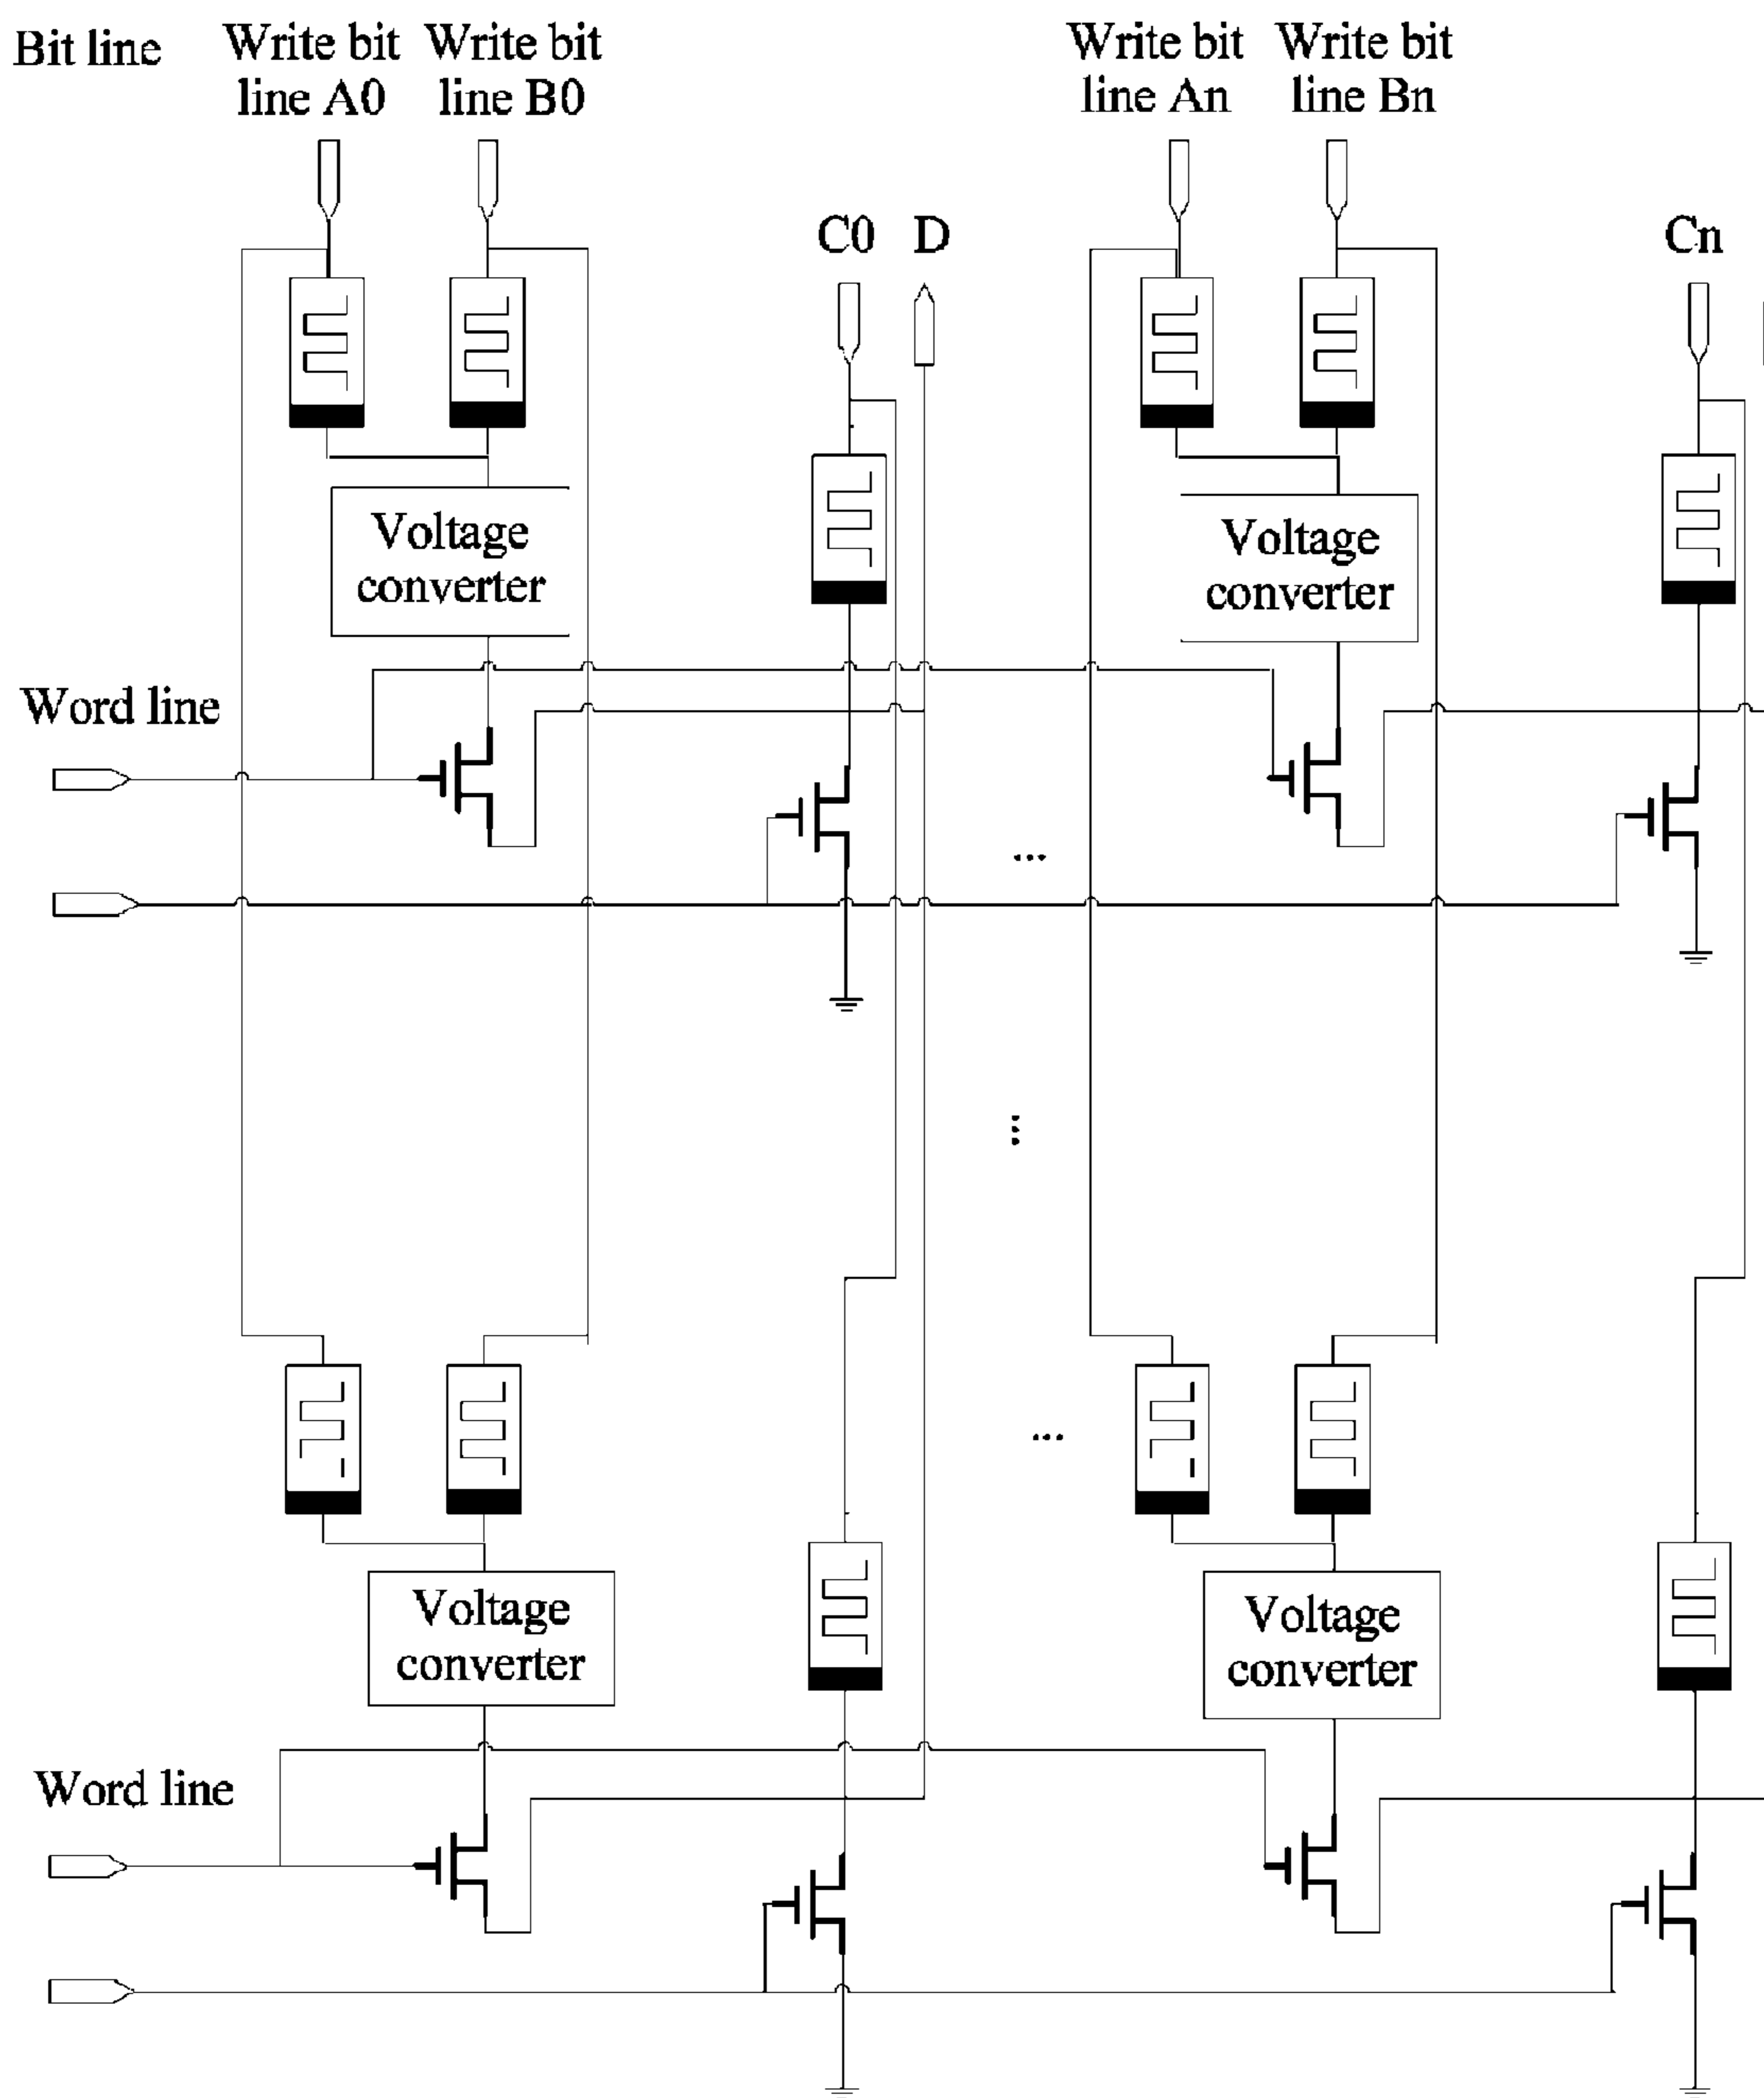 Bit line
Write bit
line A0
Write bit
line B0
Write bit
line An
Write bit
line Bn
C0
D
Cn
Voltage
converter
Voltage
converter
Word line
...
...
...
Voltage
converter
Voltage
converter
Word line